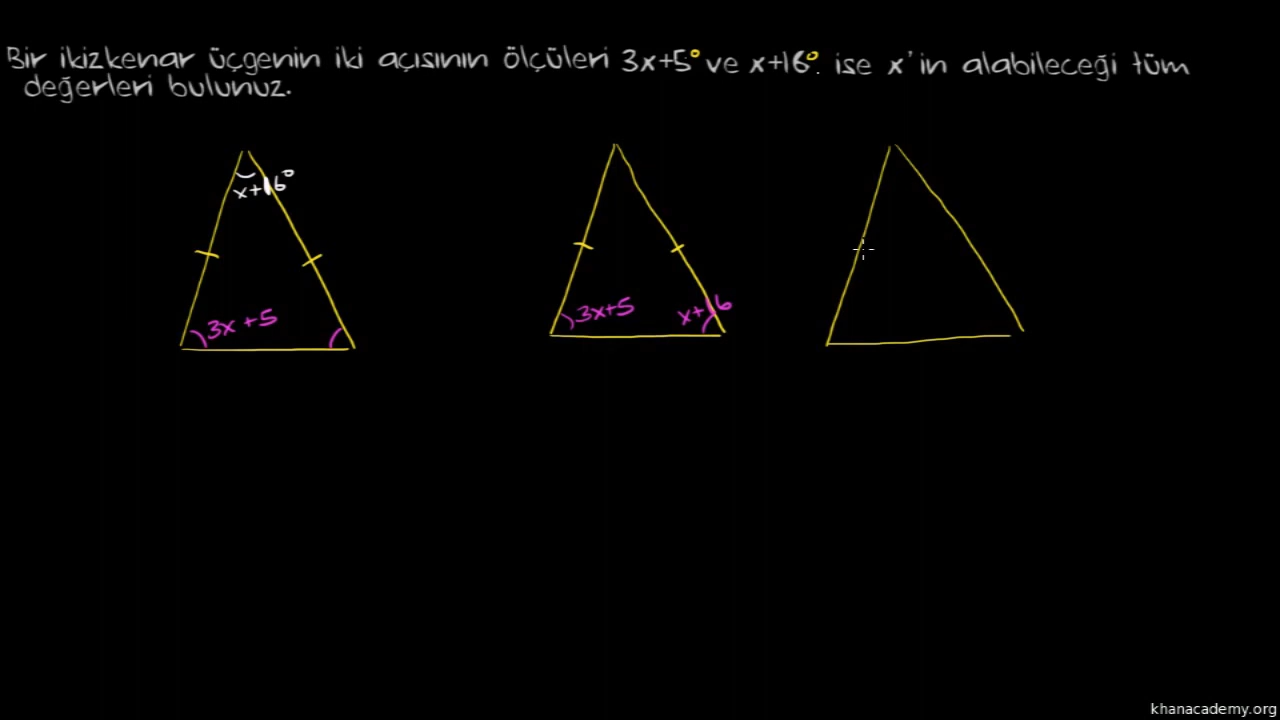 Bir ikizkenar üçgenin iki açısının ölçüleri 3x+5° ve x+16°. ise x'in alabileceği tüm
değerleri bulunuz.
x+16°
3x+5
3x+5
x+16
khanacademy.org